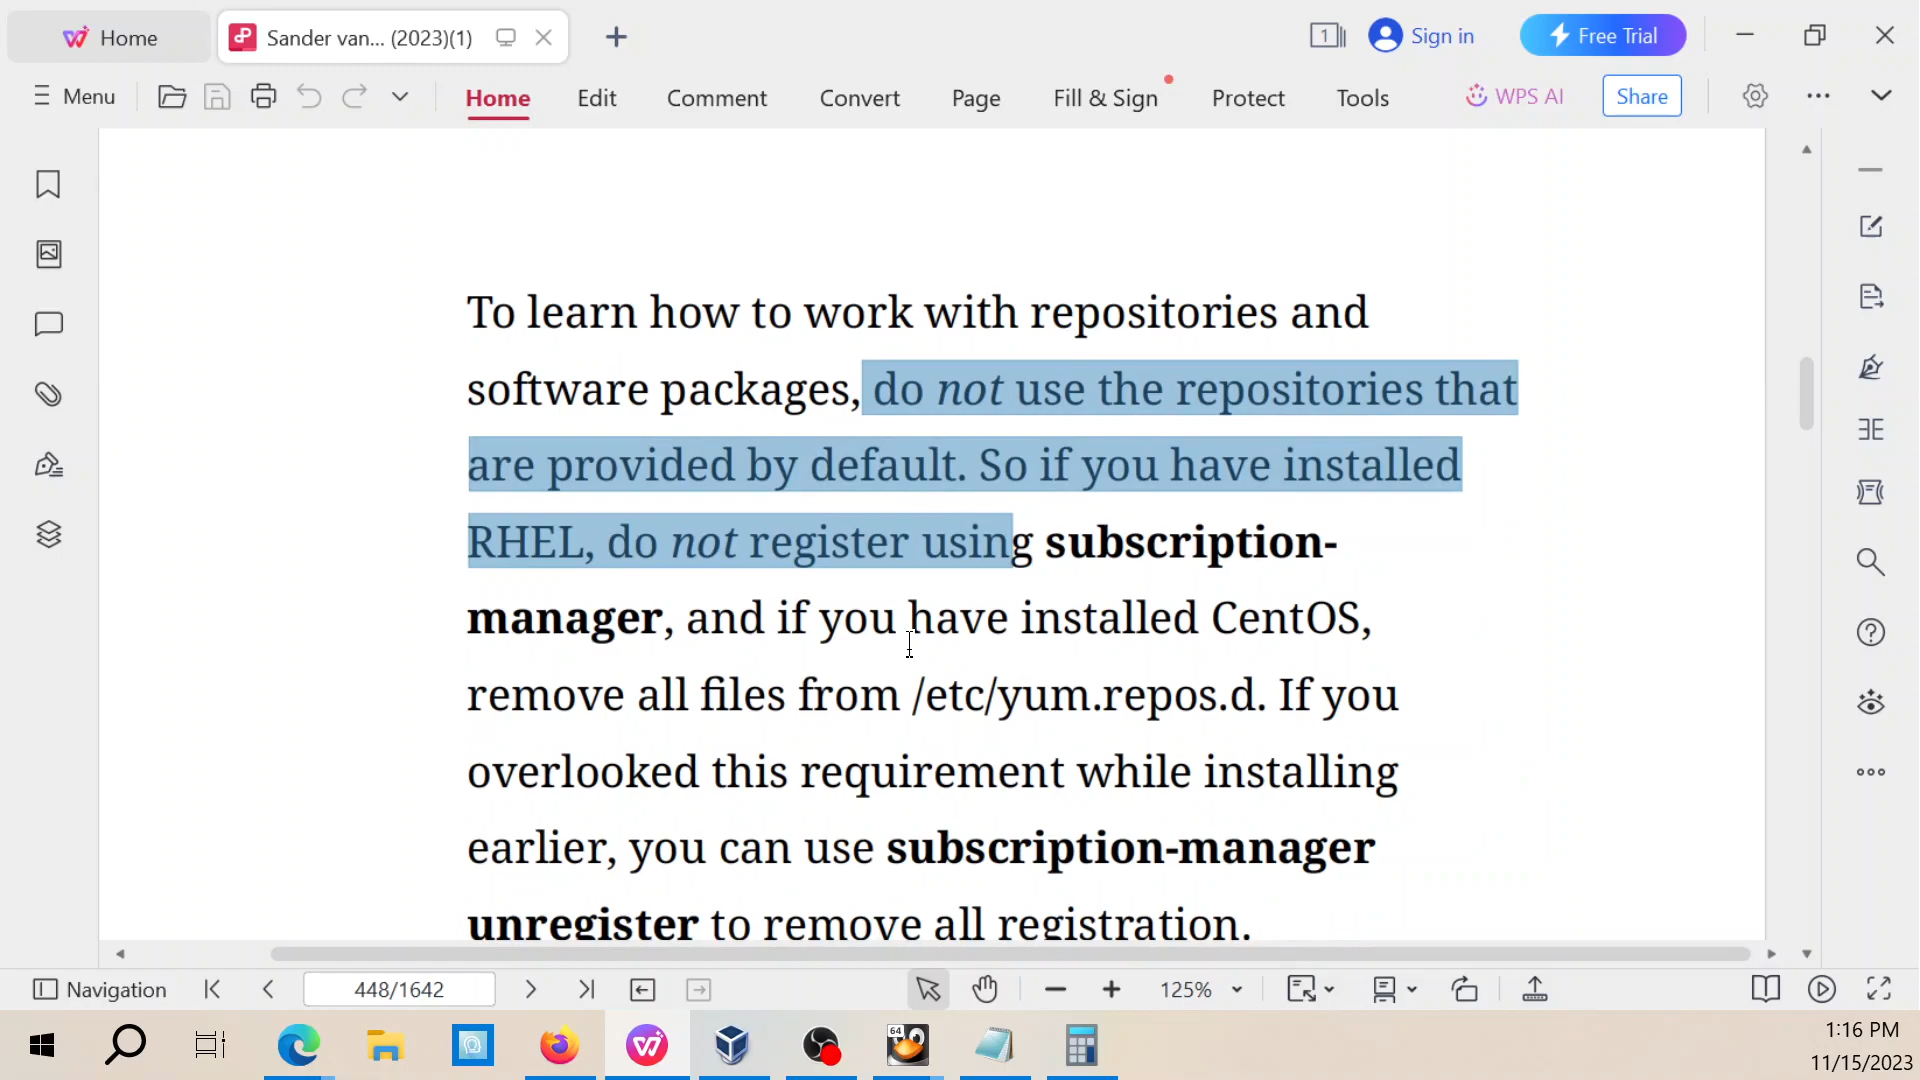 Home
Sander van... (2023)(1)
1
Sign in
Free Trial
Menu
Home
Edit
Comment
Convert
Page
Fill & Sign
Protect
Tools
WPS AI
Share
To learn how to work with repositories and
software packages, do not use the repositories that
are provided by default. So if you have installed
RHEL, do not register using subscription-
manager, and if you have installed CentOS,
remove all files from /etc/yum.repos.d. If you
overlooked this requirement while installing
earlier, you can use subscription-manager
unregister to remove all registration.
Navigation
448/1642
125%
64
1:16 PM
11/15/2023